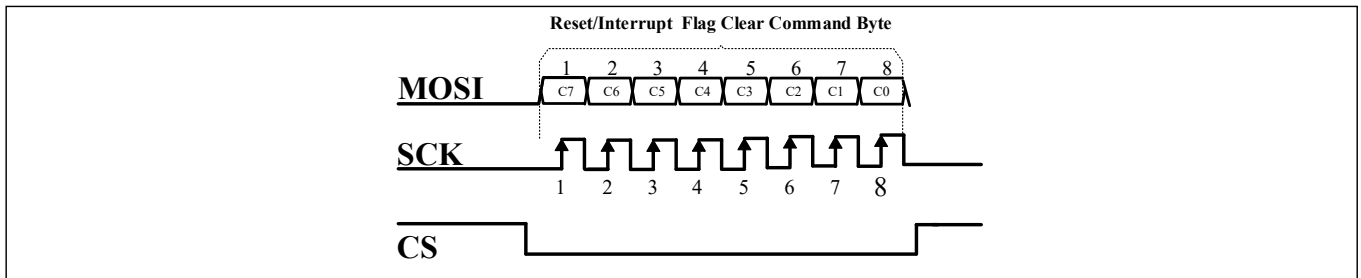 Reset/Interrupt Flag Clear Command Byte
1 2 3 4 5 6 7 8
MOSI C7 C6 C5 C4 C3 C2 C1 C0
SCK
1 2 3 4 5 6 7 8
CS